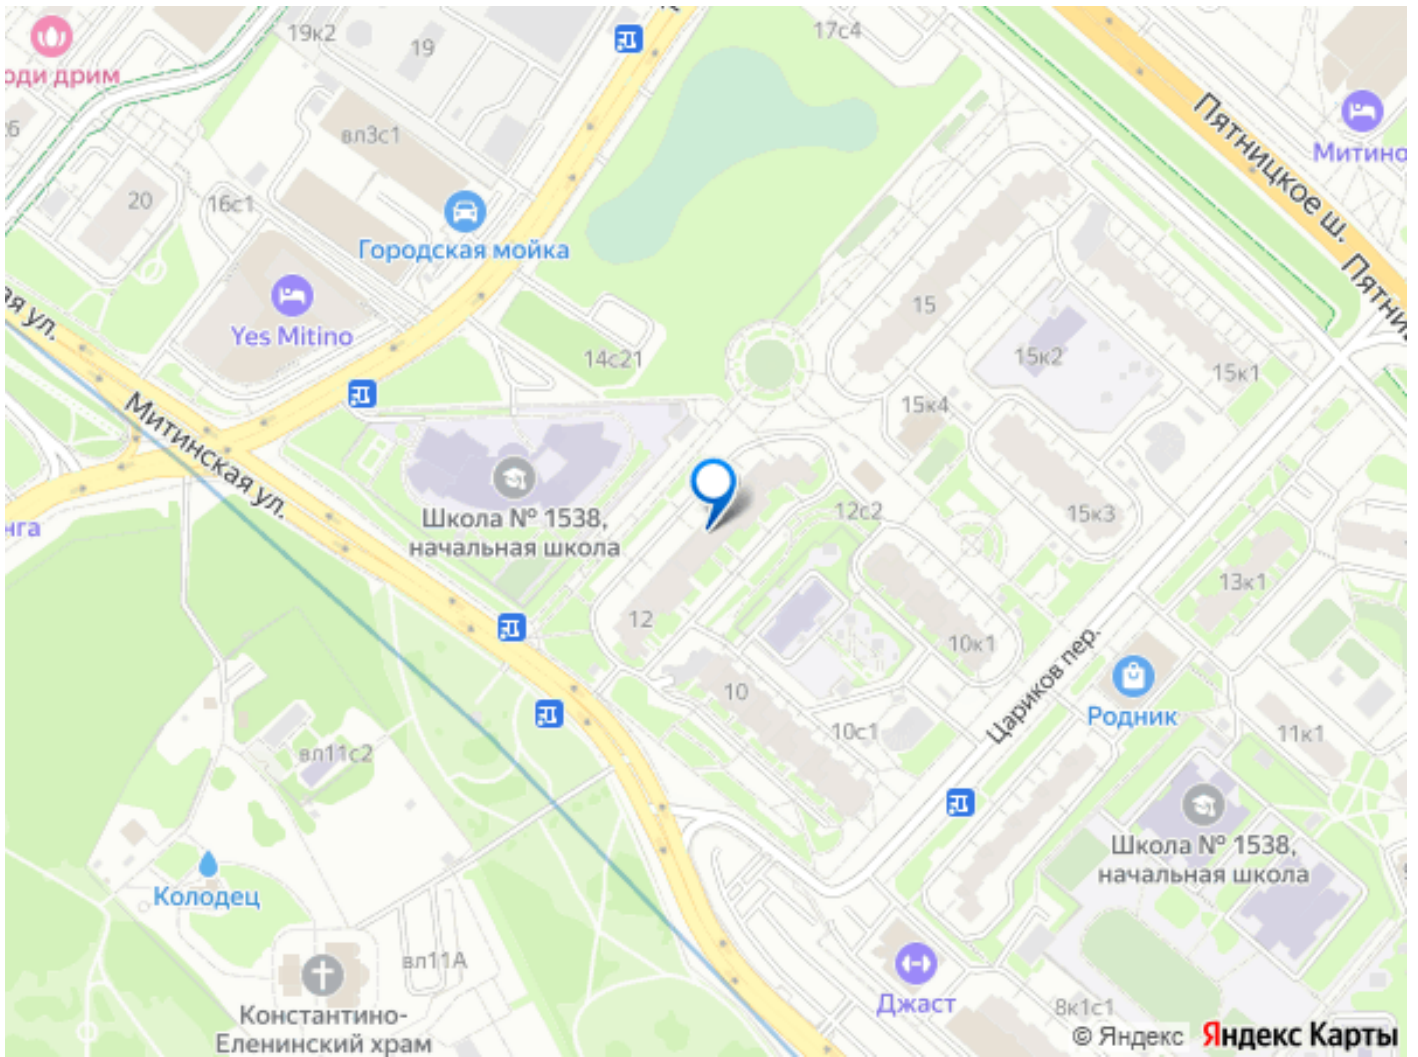 19к2
19
17с4
оди дрим
вл3с1
20
16с1
Городская мойка
Yes Mitino
ая ул.
Митинская ул.
14с21
Пятницкое ш.
Митино
15
15к2
15к1
15к4
15к3
Школа № 1538,
начальная школа
12с2
12
13к1
10к1
10
10с1
Цариков пер.
Родник
11к1
нга
вл11с2
Колодец
вл11А
Константино-
Еленинский храм
Школа № 1538,
начальная школа
Джаст
8к1с1
© Яндекс Яндекс Карты